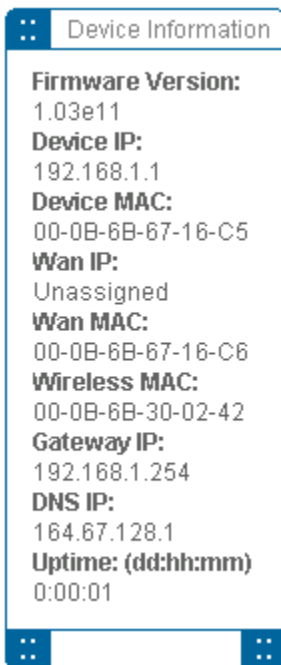 Device Information
Firmware Version:
1.03e11
Device IP:
192.168.1.1
Device MAC:
00-0B-6B-67-16-C5
Wan IP:
Unassigned
Wan MAC:
00-0B-6B-67-16-C6
Wireless MAC:
00-0B-6B-30-02-42
Gateway IP:
192.168.1.254
DNS IP:
164.67.128.1
Uptime: (dd:hh:mm)
0:00:01